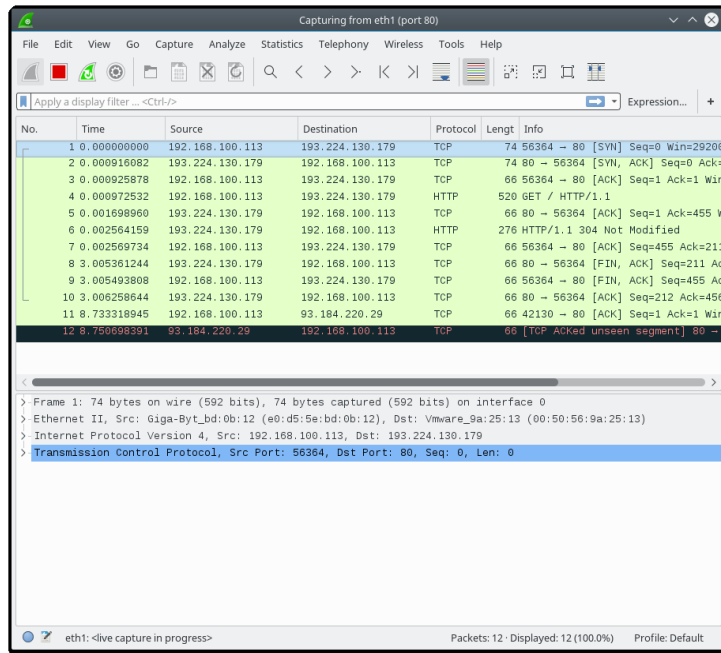 Capturing from eth1 (port 80)
File Edit View Go Capture Analyze Statistics Telephony Wireless Tools Help
Apply a display filter ... <Ctrl-/> Expression... +
No. Time Source Destination Protocol Lengt Info
1 0.000000000 192.168.100.113 193.224.130.179 TCP 74 56364 → 80 [SYN] Seq=0 Win=29200
2 0.000916082 193.224.130.179 192.168.100.113 TCP 74 80 → 56364 [SYN, ACK] Seq=0 Ack=
3 0.000925878 192.168.100.113 193.224.130.179 TCP 66 56364 → 80 [ACK] Seq=1 Ack=1 Win
4 0.000972532 192.168.100.113 193.224.130.179 HTTP 520 GET / HTTP/1.1
5 0.001698960 193.224.130.179 192.168.100.113 TCP 66 80 → 56364 [ACK] Seq=1 Ack=455 W
6 0.002564159 193.224.130.179 192.168.100.113 HTTP 276 HTTP/1.1 304 Not Modified
7 0.002569734 192.168.100.113 193.224.130.179 TCP 66 56364 → 80 [ACK] Seq=455 Ack=211
8 3.005361244 193.224.130.179 192.168.100.113 TCP 66 80 → 56364 [FIN, ACK] Seq=211 Ac
9 3.005493808 192.168.100.113 193.224.130.179 TCP 66 56364 → 80 [FIN, ACK] Seq=455 Ac
10 3.006258644 193.224.130.179 192.168.100.113 TCP 66 80 → 56364 [ACK] Seq=212 Ack=456
11 8.733318945 192.168.100.113 93.184.220.29 TCP 66 42130 → 80 [ACK] Seq=1 Ack=1 Win
12 8.750698391 93.184.220.29 192.168.100.113 TCP 66 [TCP ACKed unseen segment] 80 →
Frame 1: 74 bytes on wire (592 bits), 74 bytes captured (592 bits) on interface 0
Ethernet II, Src: Giga-Byt_bd:0b:12 (e0:d5:5e:bd:0b:12), Dst: Vmware_9a:25:13 (00:50:56:9a:25:13)
Internet Protocol Version 4, Src: 192.168.100.113, Dst: 193.224.130.179
Transmission Control Protocol, Src Port: 56364, Dst Port: 80, Seq: 0, Len: 0
eth1: <live capture in progress> Packets: 12 · Displayed: 12 (100.0%) Profile: Default